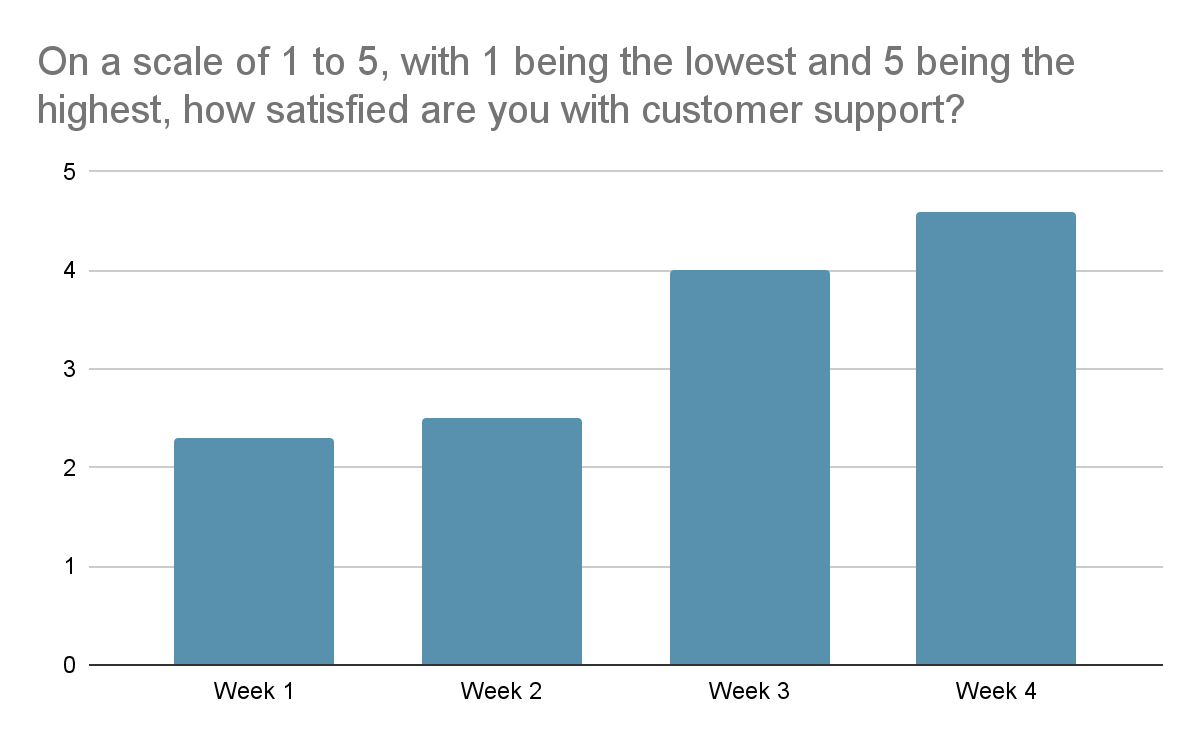 On a scale of 1 to 5, with 1 being the lowest and 5 being the
highest, how satisfied are you with customer support?
5
4
3
2
1
0
Week 1 Week 2 Week 3 Week 4